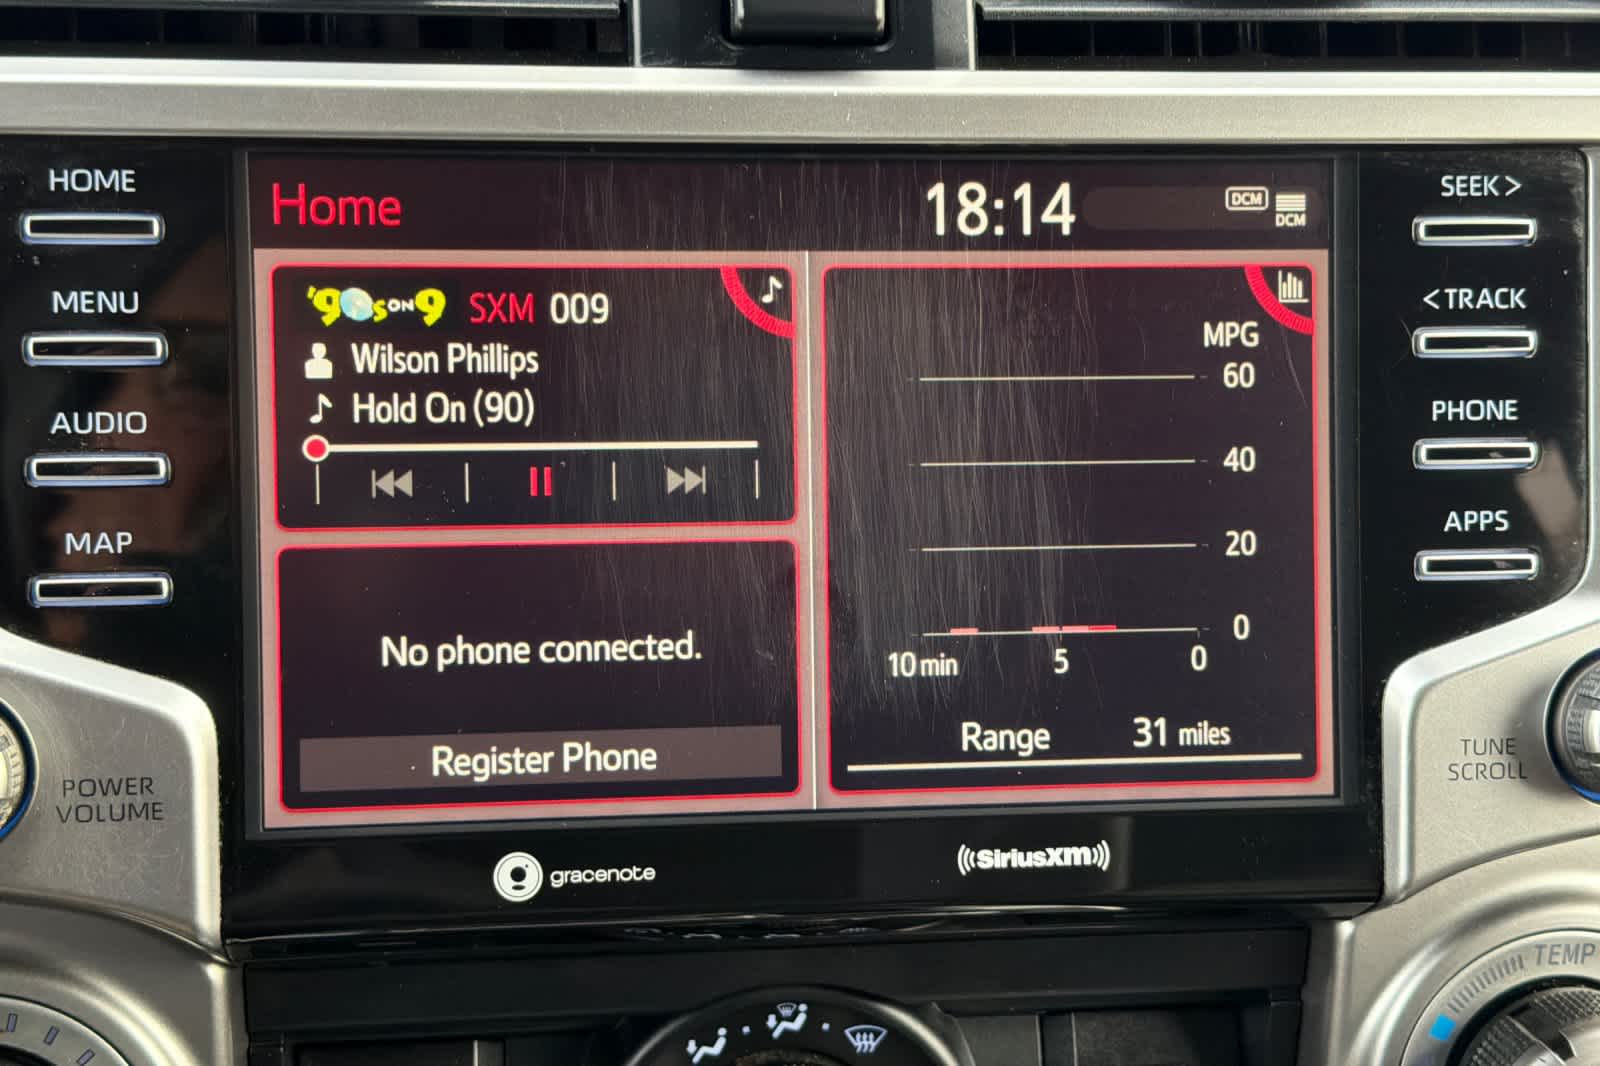 HOME
MENU
AUDIO
MAP
POWER
VOLUME
Home
18:14
DCM
DCM
'90s ON 9 SXM 009
Wilson Phillips
Hold On (90)
No phone connected.
Register Phone
MPG
60
40
20
0
10 min 5 0
Range 31 miles
gracenote
SiriusXM
SEEK >
< TRACK
PHONE
APPS
TUNE
SCROLL
TEMP